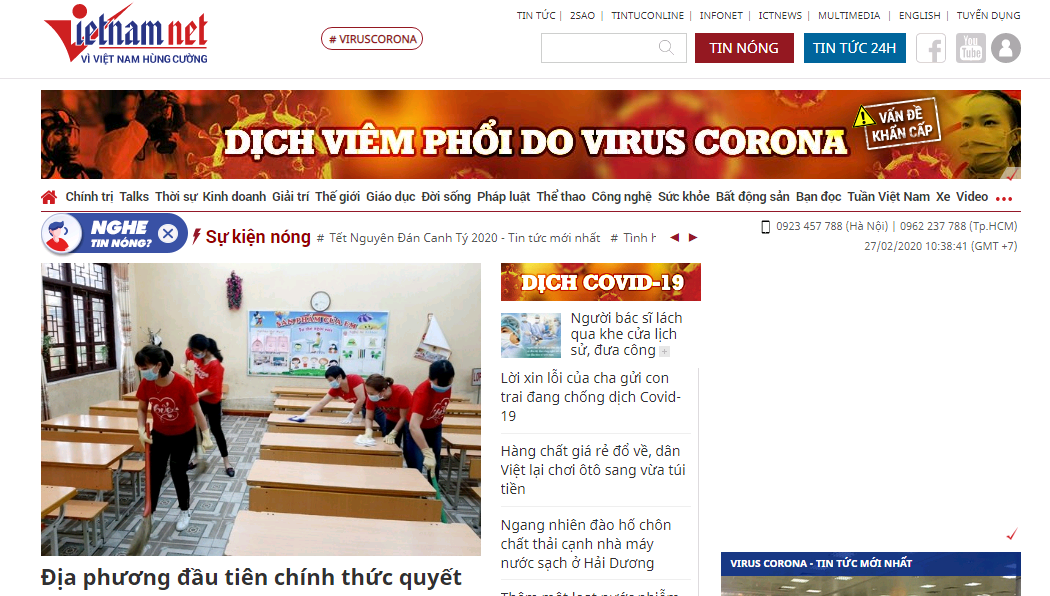 Vietnamnet
VÌ VIỆT NAM HÙNG CƯỜNG
# VIRUSCORONA
TIN TỨC | 2SAO | TINTUCONLINE | INFONET | ICTNEWS | MULTIMEDIA | ENGLISH | TUYỂN DỤNG
TIN NÓNG
TIN TỨC 24H
f
You Tube
DỊCH VIÊM PHỔI DO VIRUS CORONA
VẤN ĐỀ
KHẨN CẤP
Chính trị Talks Thời sự Kinh doanh Giải trí Thế giới Giáo dục Đời sống Pháp luật Thể thao Công nghệ Sức khỏe Bất động sản Bạn đọc Tuần Việt Nam Xe Video
NGHE
TIN NÓNG?
Sự kiện nóng # Tết Nguyên Đán Canh Tý 2020 - Tin tức mới nhất # Tình h
0923 457 788 (Hà Nội) | 0962 237 788 (Tp.HCM)
27/02/2020 10:38:41 (GMT +7)
SẢN PHẨM CỦA EM
DỊCH COVID-19
Người bác sĩ lách
qua khe cửa lịch
sử, đưa công
Lời xin lỗi của cha gửi con
trai đang chống dịch Covid-
19
Hàng chất giá rẻ đổ về, dân
Việt lại chơi ôtô sang vừa túi
tiền
Ngang nhiên đào hố chôn
chất thải cạnh nhà máy
nước sạch ở Hải Dương
VIRUS CORONA - TIN TỨC MỚI NHẤT
Địa phương đầu tiên chính thức quyết